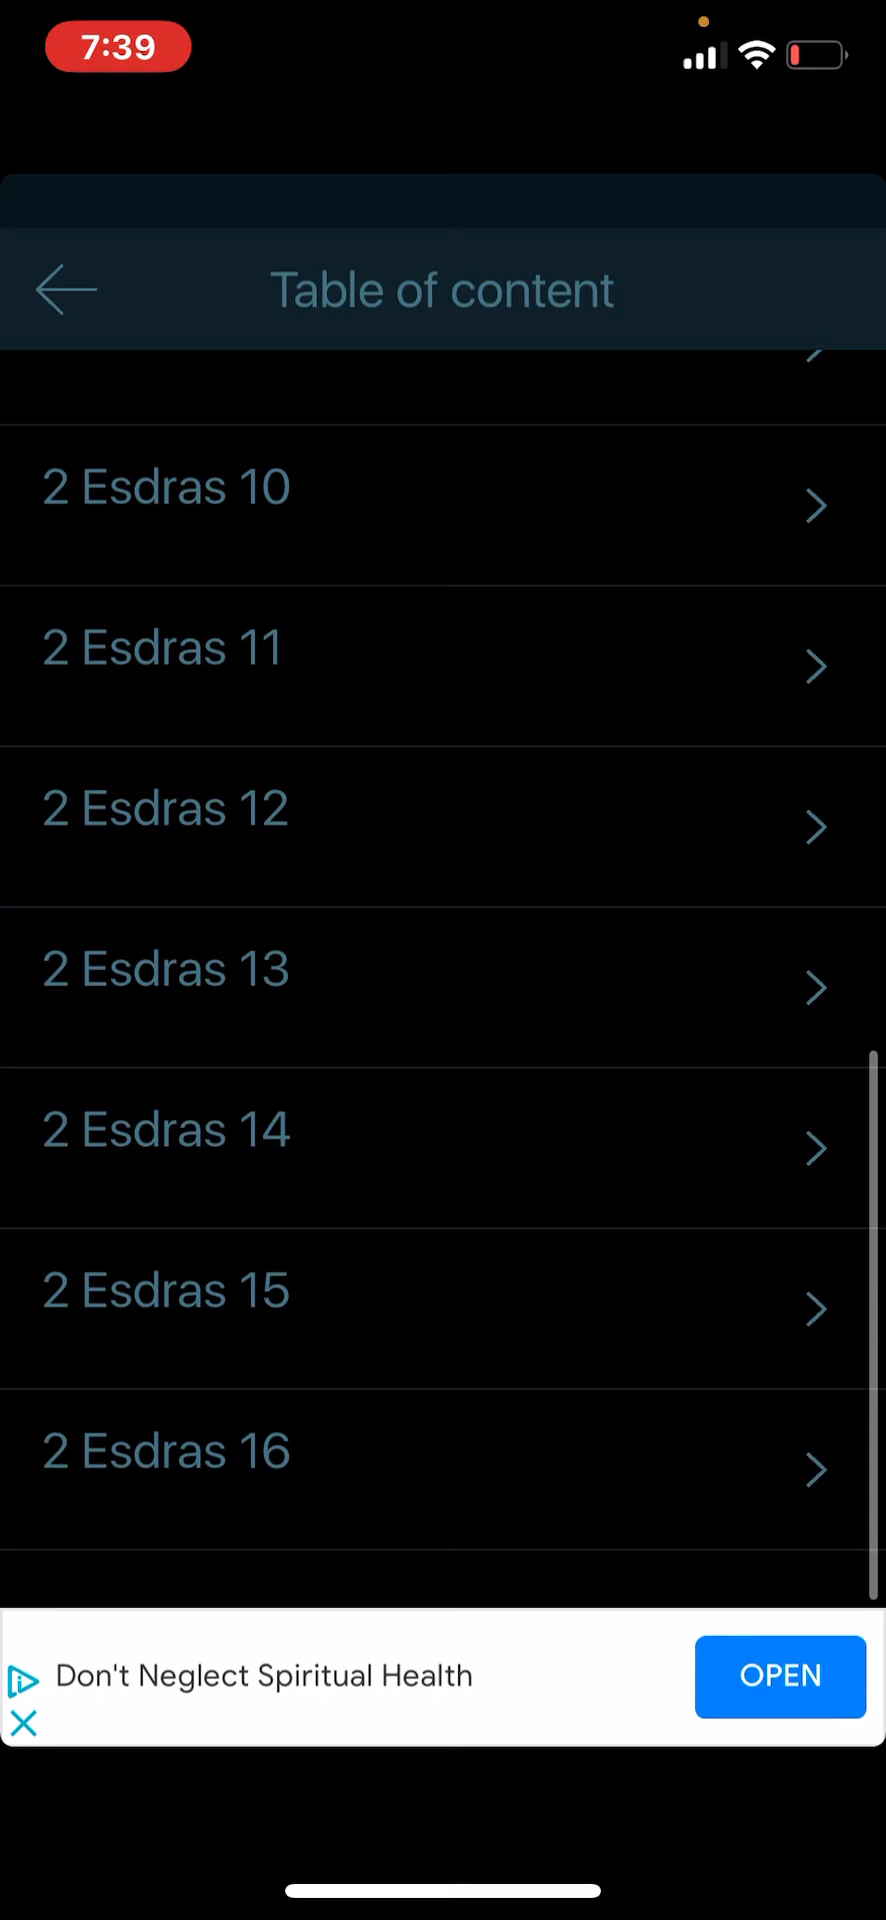 7:39
Table of content
2 Esdras 10
2 Esdras 11
2 Esdras 12
2 Esdras 13
2 Esdras 14
2 Esdras 15
2 Esdras 16
Don't Neglect Spiritual Health
OPEN